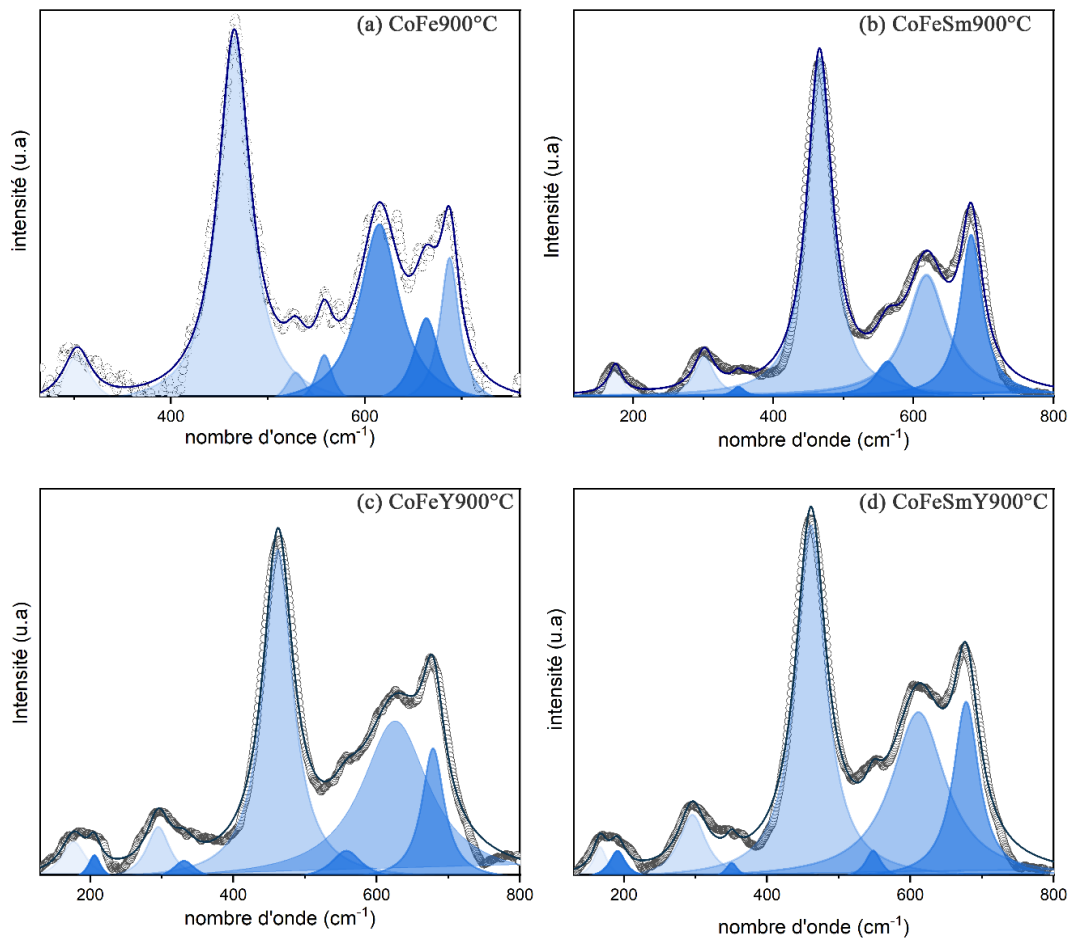 (a) CoFe900°C
intensité (u.a)
400 600
nombre d'once (cm-1)
(b) CoFeSm900°C
Intensité (u.a)
200 400 600 800
nombre d'onde (cm-1)
(c) CoFeY900°C
Intensité (u.a)
200 400 600 800
nombre d'onde (cm-1)
(d) CoFeSmY900°C
intensité (u.a)
200 400 600 800
nombre d'onde (cm-1)